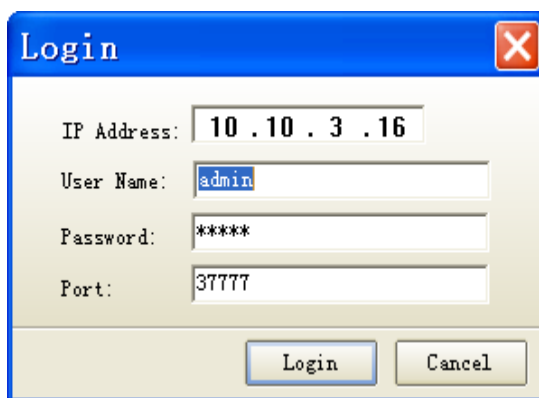 Login
IP Address: 10 .10 . 3 .16
User Name: admin
Password: *****
Port: 37777
Login Cancel